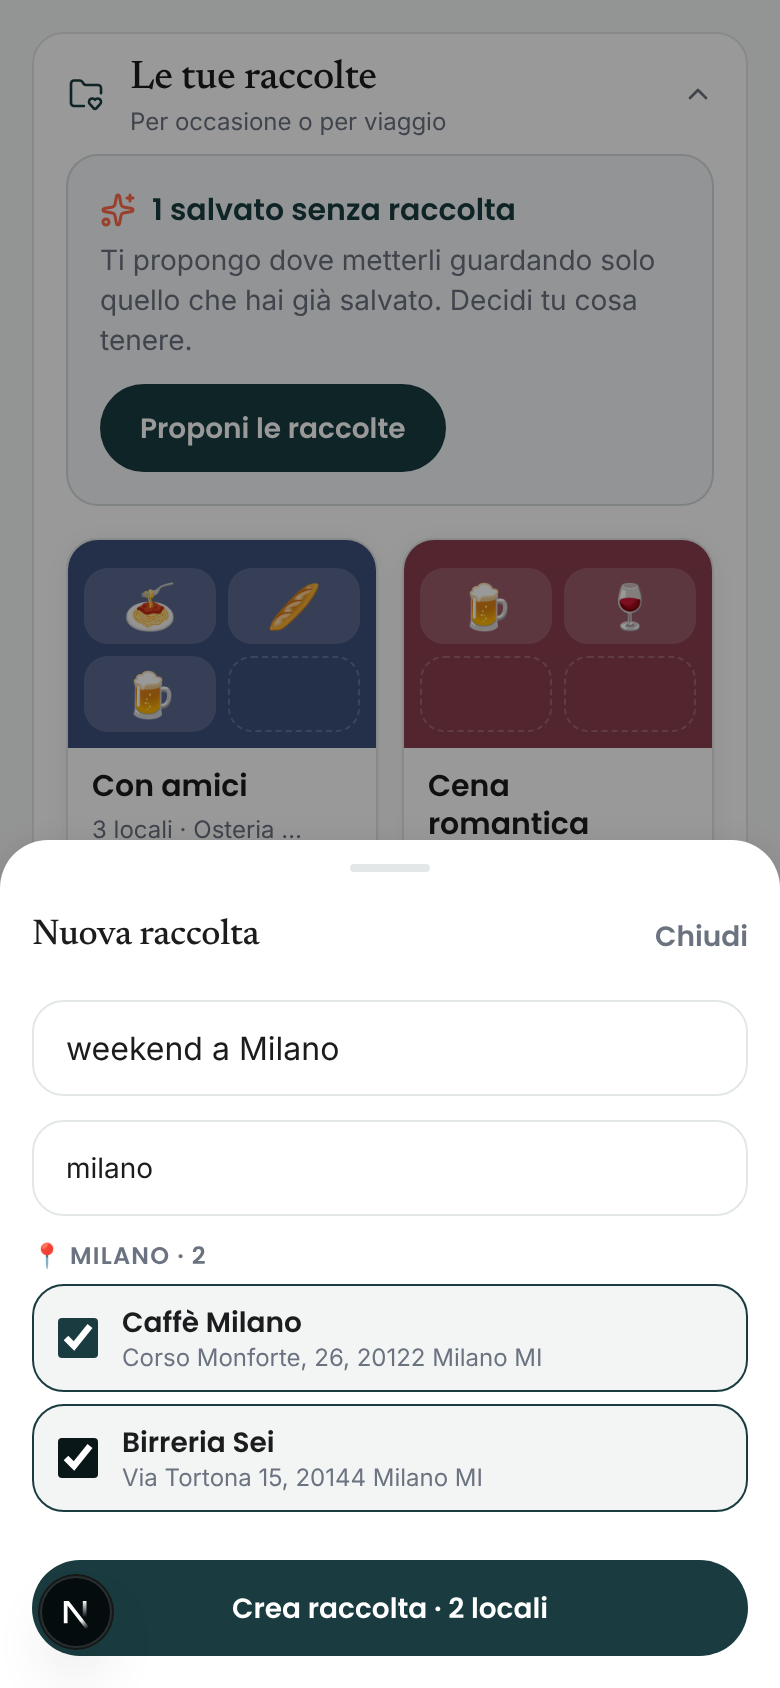 Le tue raccolte
Per occasione o per viaggio
1 salvato senza raccolta
Ti propongo dove metterli guardando solo
quello che hai già salvato. Decidi tu cosa
tenere.
Proponi le raccolte
Con amici
3 locali · Osteria ...
Cena
romantica
Nuova raccolta
Chiudi
weekend a Milano
milano
MILANO · 2
Caffè Milano
Corso Monforte, 26, 20122 Milano MI
Birreria Sei
Via Tortona 15, 20144 Milano MI
N
Crea raccolta · 2 locali